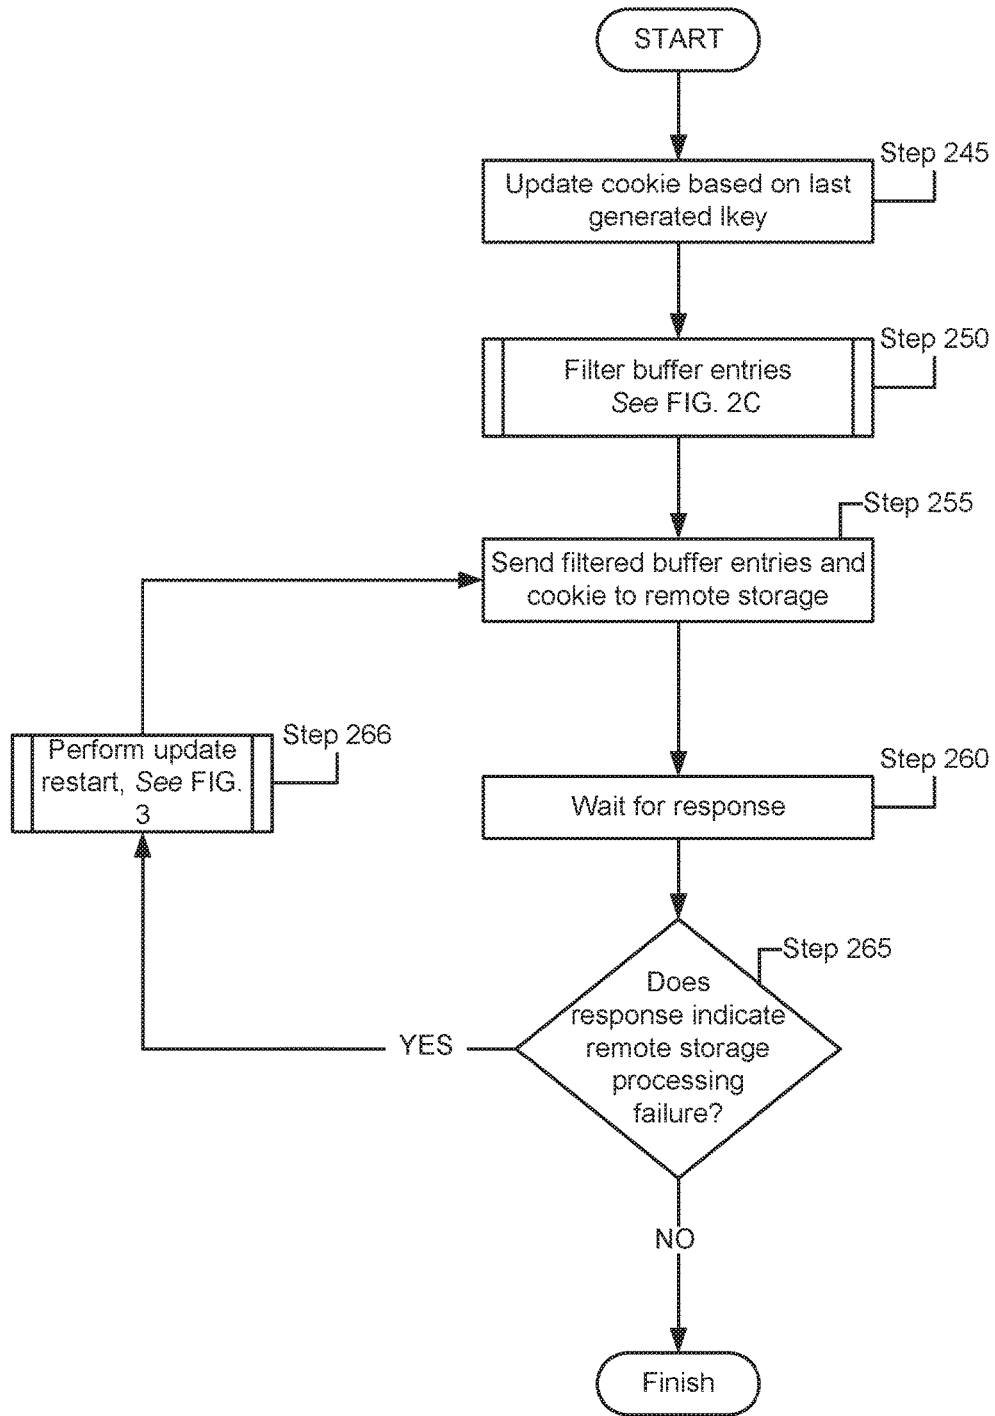 START
Step 245
Update cookie based on last
generated lkey
Step 250
Filter buffer entries
See FIG. 2C
Step 255
Send filtered buffer entries and
cookie to remote storage
Step 266
Perform update
restart, See FIG.
3
Step 260
Wait for response
Step 265
Does
response indicate
remote storage
processing
failure?
YES
NO
Finish